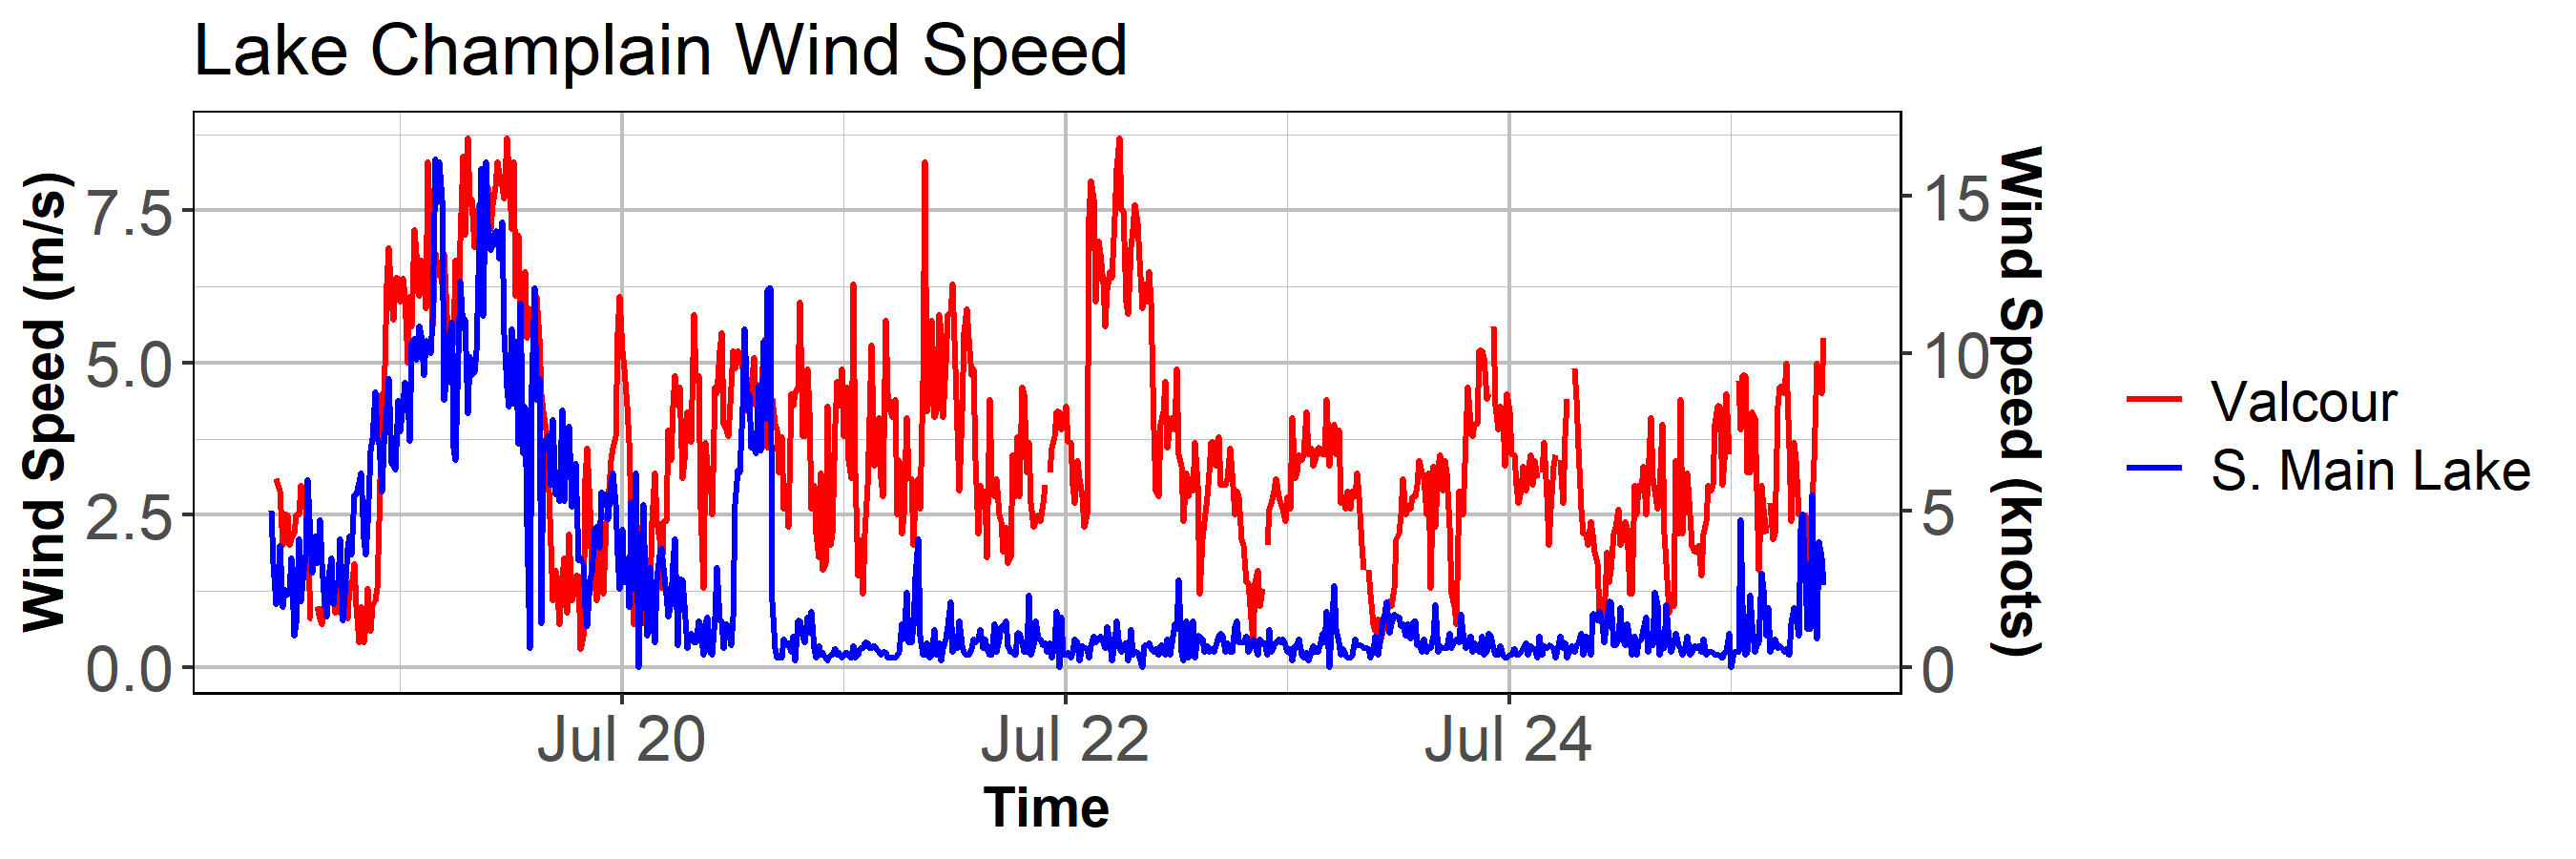 Lake Champlain Wind Speed
Wind Speed (m/s)
7.5
5.0
2.5
0.0
15
10
5
0
Wind Speed (knots)
Jul 20
Jul 22
Jul 24
Time
Valcour
S. Main Lake